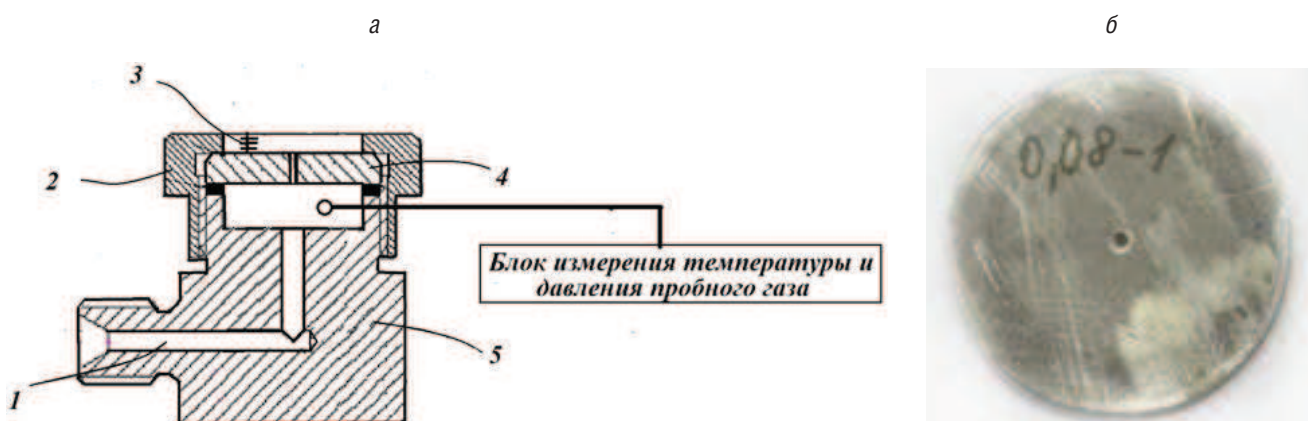 а
б
3
2
4
Блок измерения температуры и
давления пробного газа
5
1
0,08-1